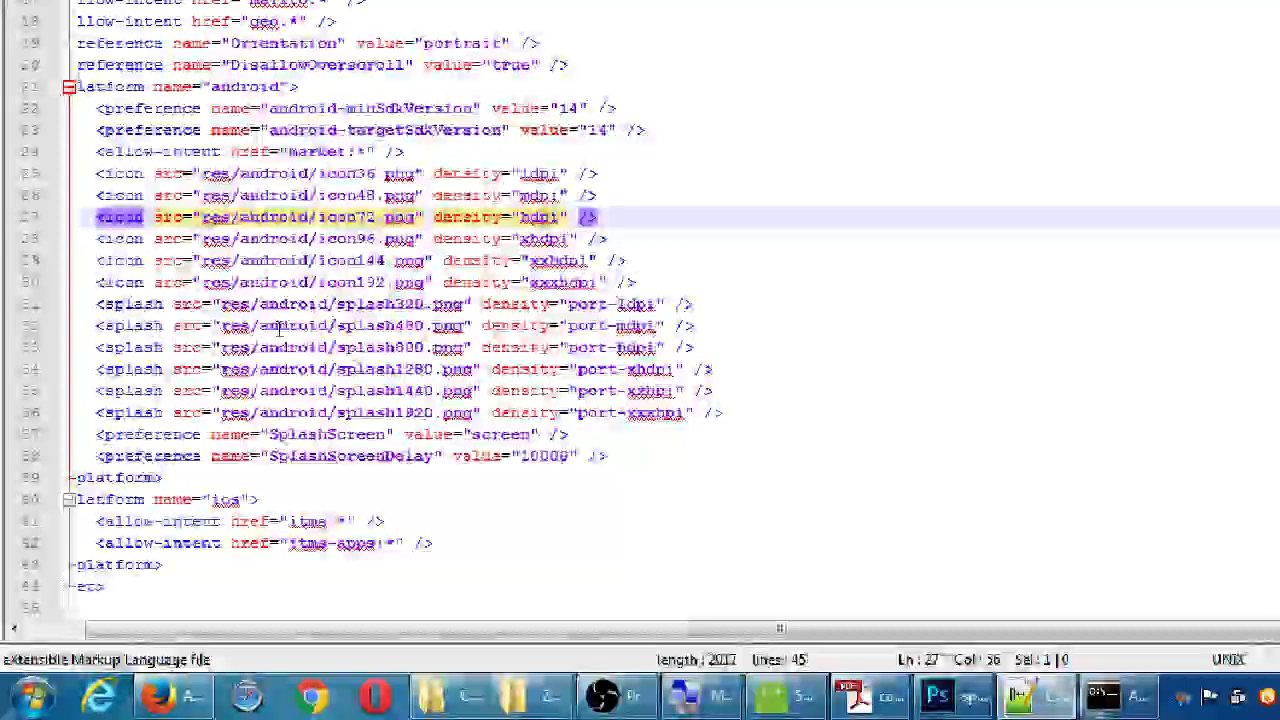 18 llow-intent href="geo:*" />
19 reference name="Orientation" value="portrait" />
20 reference name="DisallowOverscroll" value="true" />
21 latform name="android">
22 <preference name="android-minSdkVersion" value="14" />
23 <preference name="android-targetSdkVersion" value="14" />
24 <allow-intent href="market:*" />
25 <icon src="res/android/icon36.png" density="ldpi" />
26 <icon src="res/android/icon48.png" density="mdpi" />
27 <icon src="res/android/icon72.png" density="hdpi" />
28 <icon src="res/android/icon96.png" density="xhdpi" />
29 <icon src="res/android/icon144.png" density="xxhdpi" />
30 <icon src="res/android/icon192.png" density="xxxhdpi" />
31 <splash src="res/android/splash320.png" density="port-ldpi" />
32 <splash src="res/android/splash480.png" density="port-mdpi" />
33 <splash src="res/android/splash800.png" density="port-hdpi" />
34 <splash src="res/android/splash1280.png" density="port-xhdpi" />
35 <splash src="res/android/splash1440.png" density="port-xxhpi" />
36 <splash src="res/android/splash1920.png" density="port-xxxhpi" />
37 <preference name="SplashScreen" value="screen" />
38 <preference name="SplashScreenDelay" value="10000" />
39 platform>
40 latform name="ios">
41 <allow-intent href="itms:*" />
42 <allow-intent href="itms-apps:*" />
43 platform>
44 et>
45
eXtensible Markup Language file length : 2017 lines : 45 Ln : 27 Col : 56 Sel : 1 | 0 UNIX
A... C... Pr M... S... PDF co... Ps sp... C:\ A...